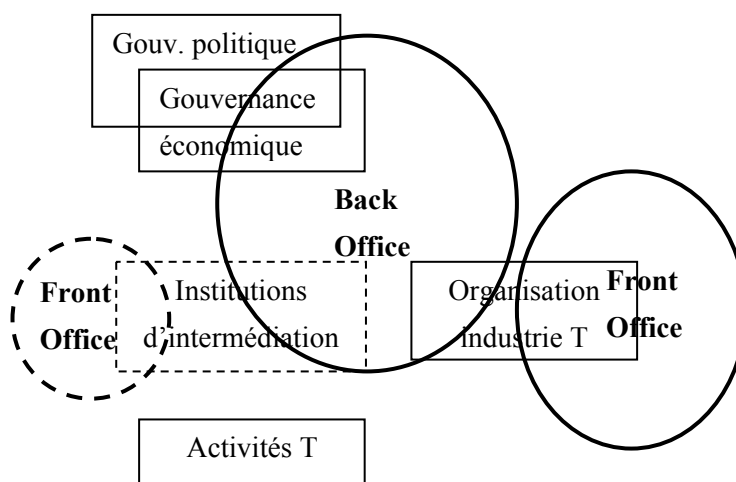 Gouv. politique
Gouvernance
économique
Back
Office
Front
Office
Institutions
d’intermédiation
Organisation
industrie T
Front
Office
Activités T